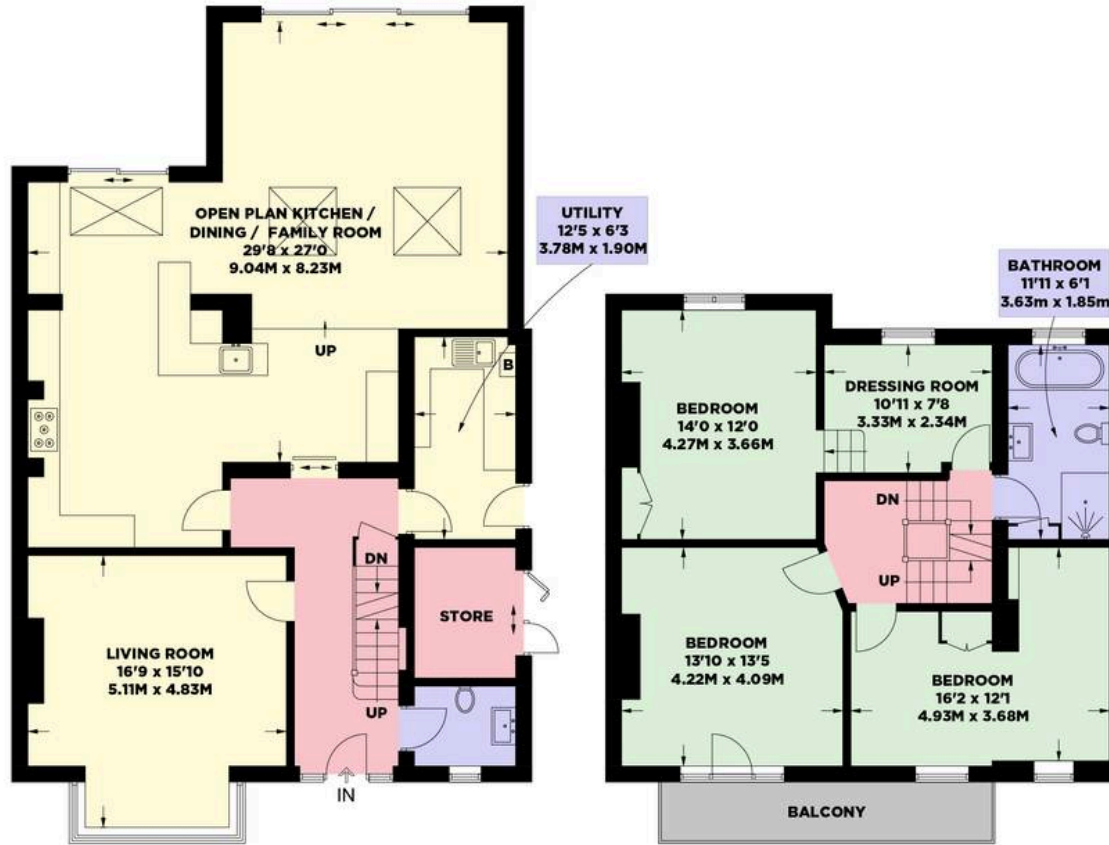 OPEN PLAN KITCHEN /
DINING / FAMILY ROOM
29'8 x 27'0
9.04M x 8.23M
UP
UTILITY
12'5 x 6'3
3.78M x 1.90M
B
LIVING ROOM
16'9 x 15'10
5.11M x 4.83M
DN
UP
STORE
IN
BEDROOM
14'0 x 12'0
4.27M x 3.66M
DRESSING ROOM
10'11 x 7'8
3.33M x 2.34M
BATHROOM
11'11 x 6'1
3.63m x 1.85m
DN
UP
BEDROOM
13'10 x 13'5
4.22M x 4.09M
BEDROOM
16'2 x 12'1
4.93M x 3.68M
BALCONY